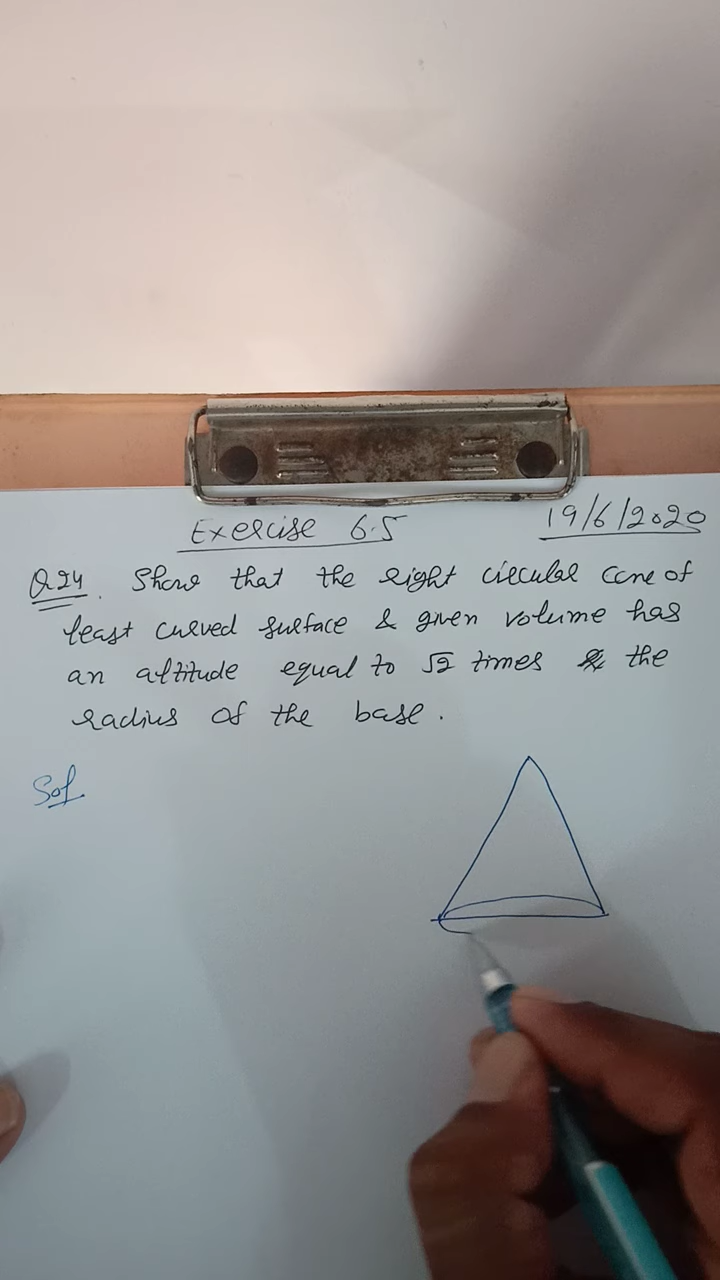 Exercise 6.5
19/6/2020
Q.24. Show that the right circular cone of
least curved surface & given volume has
an altitude equal to √2 times the
radius of the base.
Sol